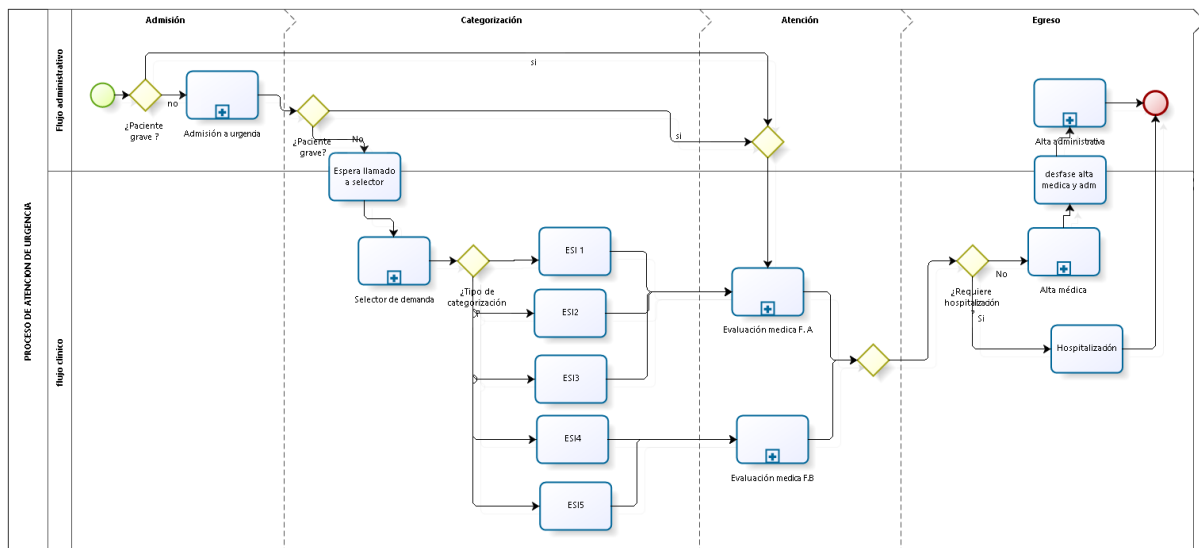 Admisión
Categorización
Atención
Egreso
PROCESO DE ATENCION DE URGENCIA
Flujo administrativo
flujo clínico
¿Paciente
grave ?
no
si
Admisión a urgencia
¿Paciente
grave?
No
si
Espera llamado
a selector
Selector de demanda
¿Tipo de
categorización
?
ESI 1
ESI2
ESI3
ESI4
ESI5
Evaluación medica F. A
Evaluación medica F.B
¿Requiere
hospitalización
?
No
Si
Alta médica
desfase alta
medica y adm
Alta administrativa
Hospitalización